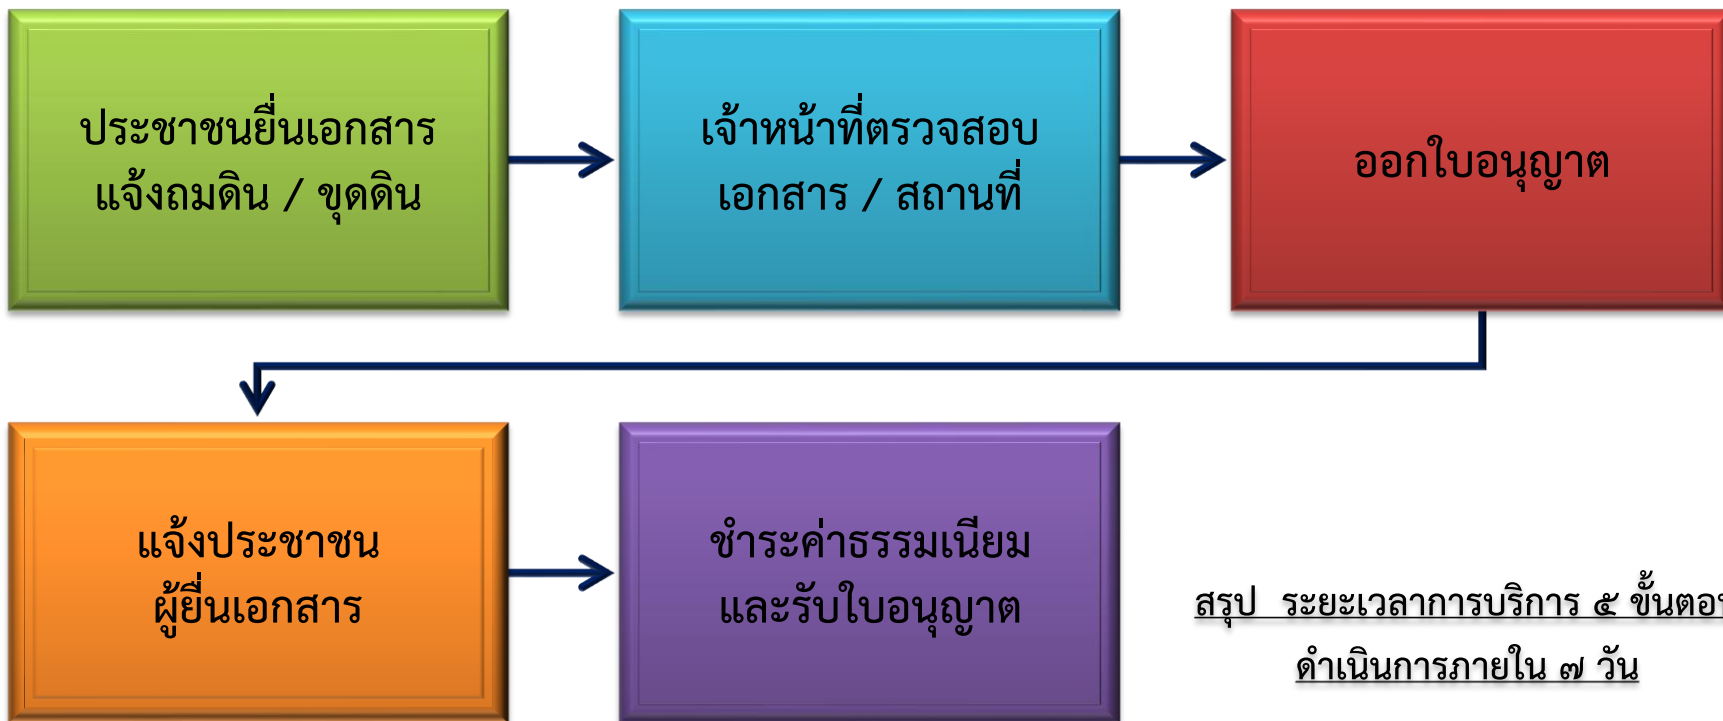 ประชาชนยื่นเอกสาร
แจ้งถมดิน / ขุดดิน
เจ้าหน้าที่ตรวจสอบ
เอกสาร / สถานที่
ออกใบอนุญาต
แจ้งประชาชน
ผู้ยื่นเอกสาร
ชำระค่าธรรมเนียม
และรับใบอนุญาต
สรุป ระยะเวลาการบริการ ๕ ขั้นตอน
ดำเนินการภายใน ๗ วัน